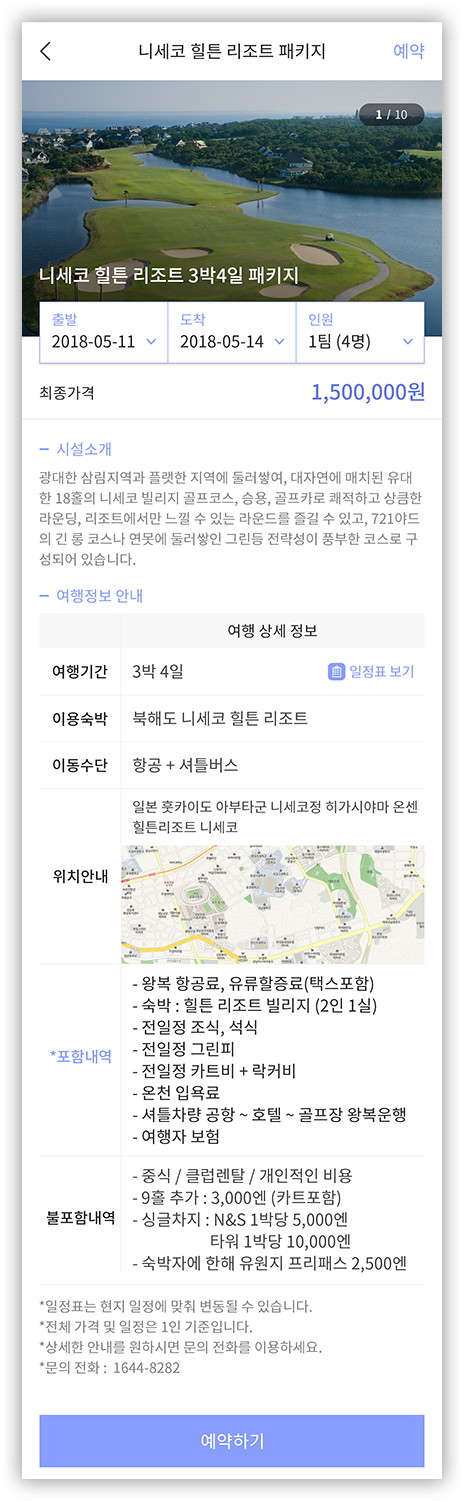 니세코 힐튼 리조트 패키지
예약
1 / 10
니세코 힐튼 리조트 3박4일 패키지
출발 도착 인원
2018-05-11 2018-05-14 1팀 (4명)
최종가격 1,500,000원
– 시설소개
광대한 삼림지역과 플랫한 지역에 둘러쌓여, 대자연에 매치된 유대
한 18홀의 니세코 빌리지 골프코스, 승용, 골프카로 쾌적하고 상큼한
라운딩, 리조트에서만 느낄 수 있는 라운드를 즐길 수 있고, 721야드
의 긴 롱 코스나 연못에 둘러쌓인 그린등 전략성이 풍부한 코스로 구
성되어 있습니다.
– 여행정보 안내
여행 상세 정보
여행기간 3박 4일 일정표 보기
이용숙박 북해도 니세코 힐튼 리조트
이동수단 항공 + 셔틀버스
일본 홋카이도 아부타군 니세코정 히가시야마 온센
힐튼리조트 니세코
위치안내
- 왕복 항공료, 유류할증료(택스포함)
- 숙박 : 힐튼 리조트 빌리지 (2인 1실)
- 전일정 조식, 석식
- 전일정 그린피
*포함내역
- 전일정 카트비 + 락커비
- 온천 입욕료
- 셔틀차량 공항 ~ 호텔 ~ 골프장 왕복운행
- 여행자 보험
- 중식 / 클럽렌탈 / 개인적인 비용
- 9홀 추가 : 3,000엔 (카트포함)
불포함내역 - 싱글차지 : N&S 1박당 5,000엔
타워 1박당 10,000엔
- 숙박자에 한해 유원지 프리패스 2,500엔
*일정표는 현지 일정에 맞춰 변동될 수 있습니다.
*전체 가격 및 일정은 1인 기준입니다.
*상세한 안내를 원하시면 문의 전화를 이용하세요.
*문의 전화 : 1644-8282
예약하기